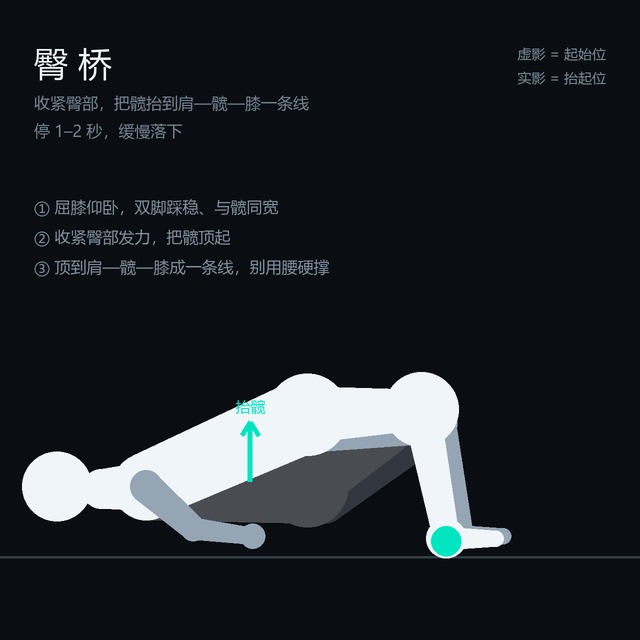 臀桥
虚影 = 起始位
实影 = 抬起位
收紧臀部，把髋抬到肩—髋—膝一条线
停 1–2 秒，缓慢落下
① 屈膝仰卧，双脚踩稳、与髋同宽
② 收紧臀部发力，把髋顶起
③ 顶到肩—髋—膝成一条线，别用腰硬撑
抬髋